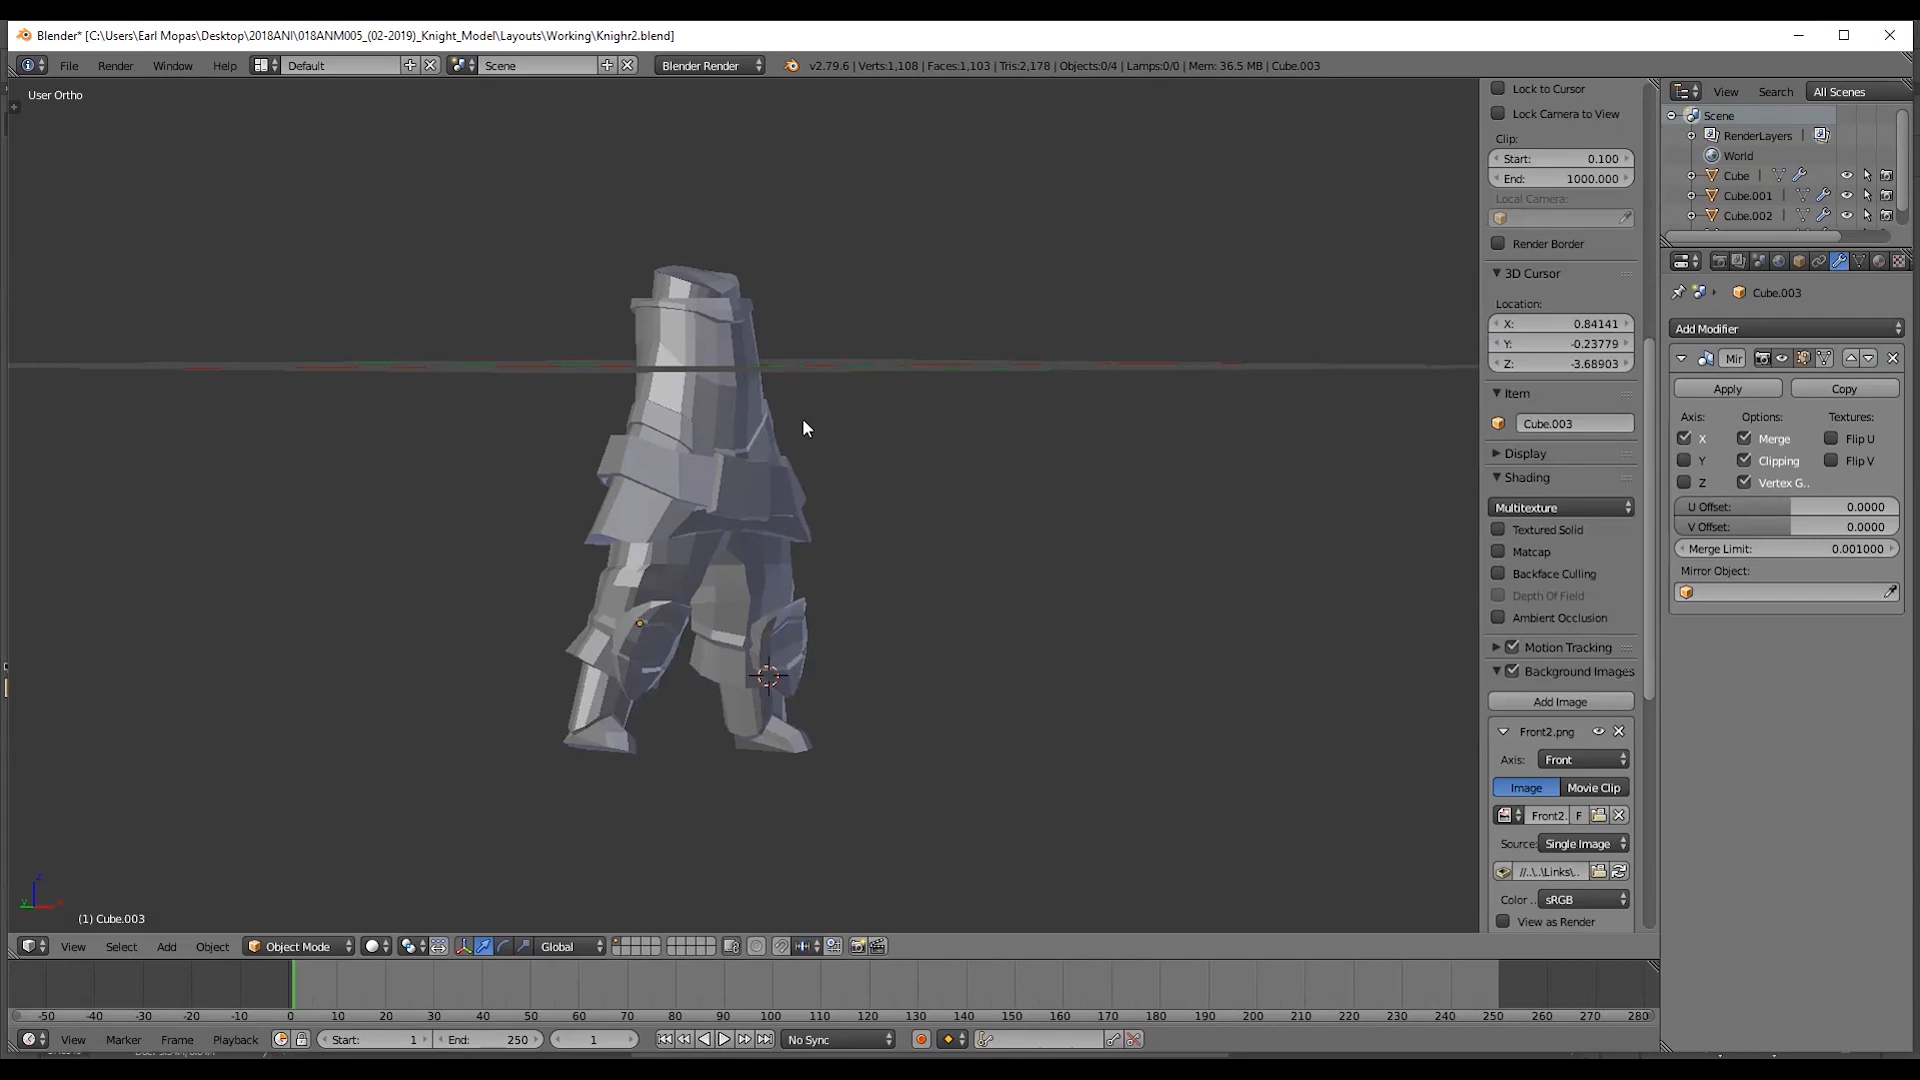 Blender* [C:\Users\Earl Mopas\Desktop\2018ANI\018ANM005_(02-2019)_Knight_Model\Layouts\Working\Knighr2.blend]
File Render Window Help Default Scene Blender Render v2.79.6 | Verts:1,108 | Faces:1,103 | Tris:2,178 | Objects:0/4 | Lamps:0/0 | Mem: 36.5 MB | Cube.003
User Ortho
Lock to Cursor
Lock Camera to View
Clip:
Start: 0.100
End: 1000.000
Local Camera:
Render Border
3D Cursor
Location:
X: 0.84141
Y: -0.23779
Z: -3.68903
Item
Cube.003
Display
Shading
Multitexture
Textured Solid
Matcap
Backface Culling
Depth Of Field
Ambient Occlusion
Motion Tracking
Background Images
Add Image
Front2.png
Axis: Front
Image Movie Clip
Front2. F
Source: Single Image
//..\..\Links\..
Color .. sRGB
View as Render
View Search All Scenes
Scene
RenderLayers |
World
Cube |
Cube.001 |
Cube.002 |
Cube.003
Add Modifier
Mir
Apply Copy
Axis: Options: Textures:
X Merge Flip U
Y Clipping Flip V
Z Vertex G..
U Offset: 0.0000
V Offset: 0.0000
Merge Limit: 0.001000
Mirror Object:
z
y
x
(1) Cube.003
View Select Add Object Object Mode Global
-50 -40 -30 -20 -10 0 10 20 30 40 50 60 70 80 90 100 110 120 130 140 150 160 170 180 190 200 210 220 230 240 250 260 270 280
View Marker Frame Playback Start: 1 End: 250 1 No Sync